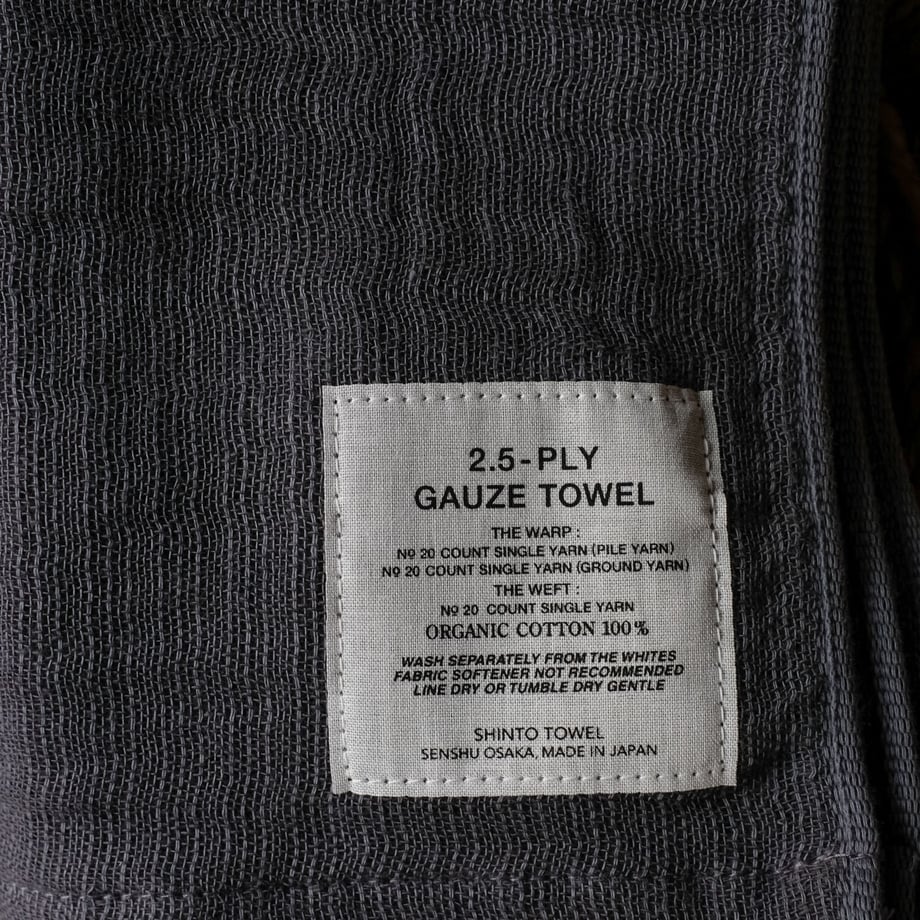 2.5-PLY
GAUZE TOWEL
THE WARP :
Nº 20 COUNT SINGLE YARN (PILE YARN)
Nº 20 COUNT SINGLE YARN (GROUND YARN)
THE WEFT :
Nº 20 COUNT SINGLE YARN
ORGANIC COTTON 100%
WASH SEPARATELY FROM THE WHITES
FABRIC SOFTENER NOT RECOMMENDED
LINE DRY OR TUMBLE DRY GENTLE
SHINTO TOWEL
SENSHU OSAKA, MADE IN JAPAN